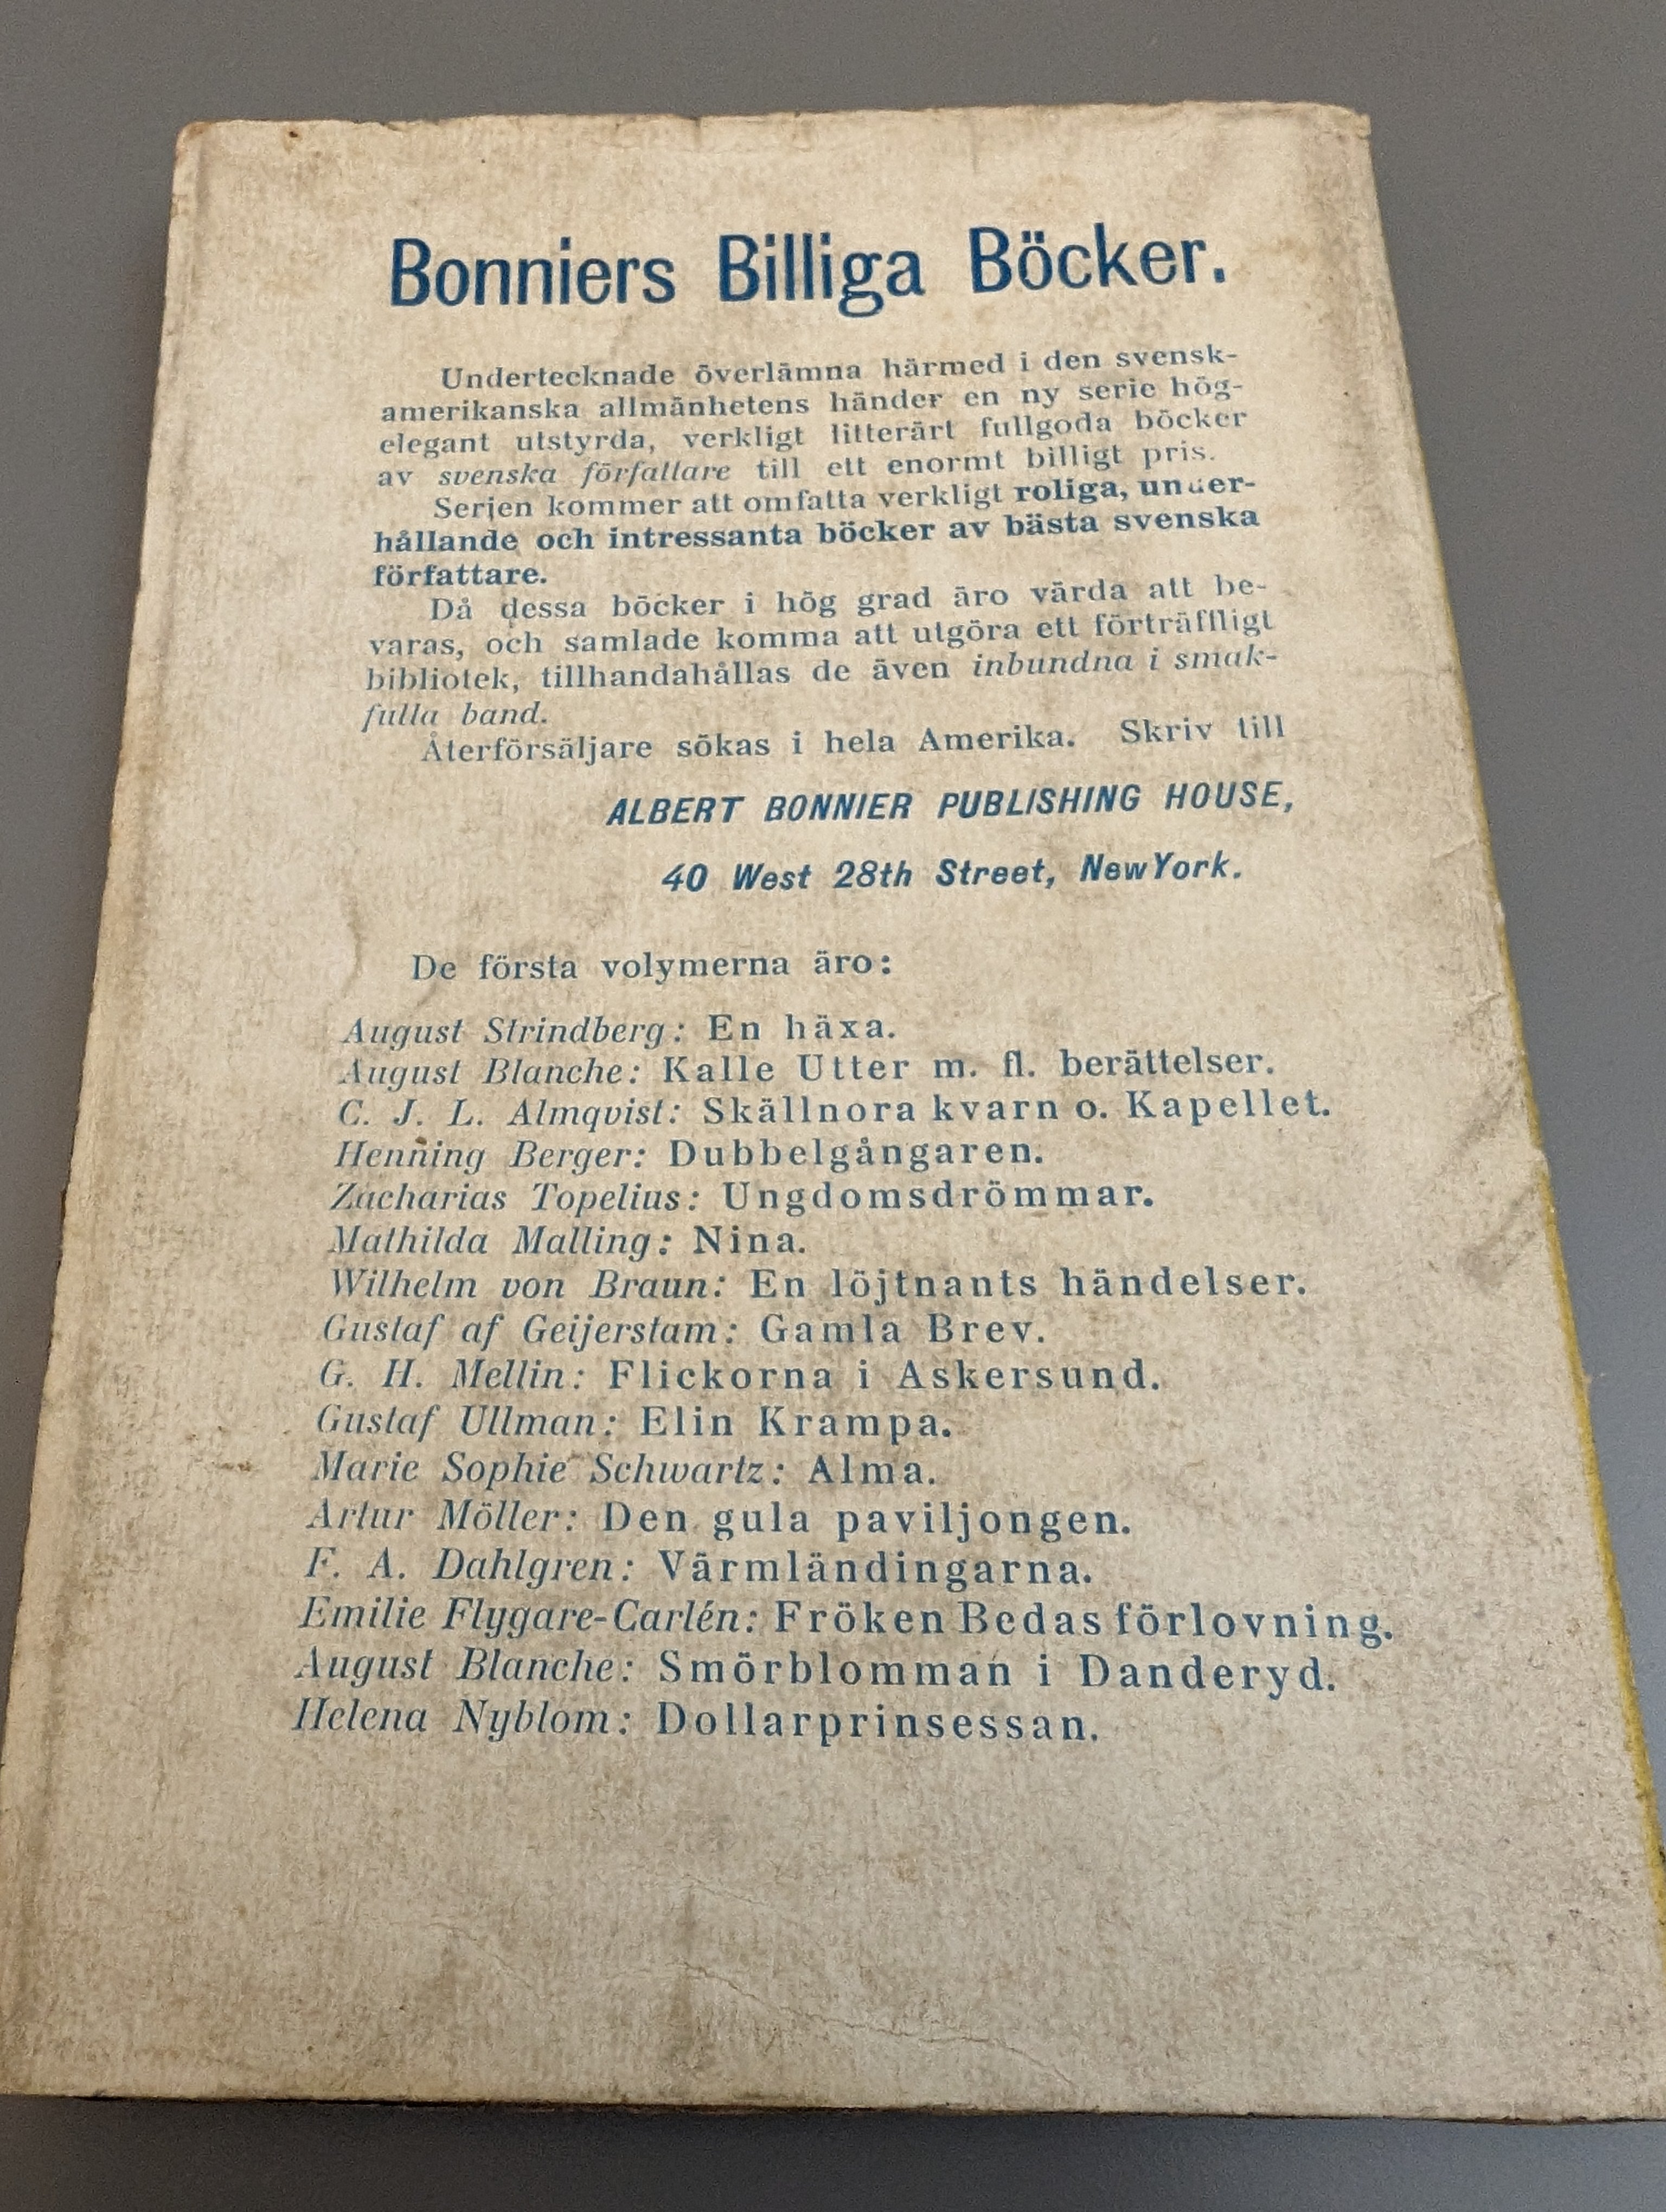 Bonniers Billiga Böcker.
Undertecknade överlämna härmed i den svensk-
amerikanska allmänhetens händer en ny serie hög-
elegant utstyrda, verkligt litterärt fullgoda böcker
av svenska författare till ett enormt billigt pris.
Serien kommer att omfatta verkligt roliga, under-
hållande och intressanta böcker av bästa svenska
författare.
Då dessa böcker i hög grad äro värda att be-
varas, och samlade komma att utgöra ett förträffligt
bibliotek, tillhandahållas de även inbundna i smak-
fulla band.
Återförsäljare sökas i hela Amerika. Skriv till
ALBERT BONNIER PUBLISHING HOUSE,
40 West 28th Street, New York.
De första volymerna äro:
August Strindberg: En häxa.
August Blanche: Kalle Utter m. fl. berättelser.
C. J. L. Almqvist: Skällnora kvarn o. Kapellet.
Henning Berger: Dubbelgångaren.
Zacharias Topelius: Ungdomsdrömmar.
Mathilda Malling: Nina.
Wilhelm von Braun: En löjtnants händelser.
Gustaf af Geijerstam: Gamla Brev.
G. H. Mellin: Flickorna i Askersund.
Gustaf Ullman: Elin Krampa.
Marie Sophie Schwartz: Alma.
Artur Möller: Den gula paviljongen.
F. A. Dahlgren: Värmländingarna.
Emilie Flygare-Carlén: Fröken Bedas förlovning.
August Blanche: Smörblomman i Danderyd.
Helena Nyblom: Dollarprinsessan.